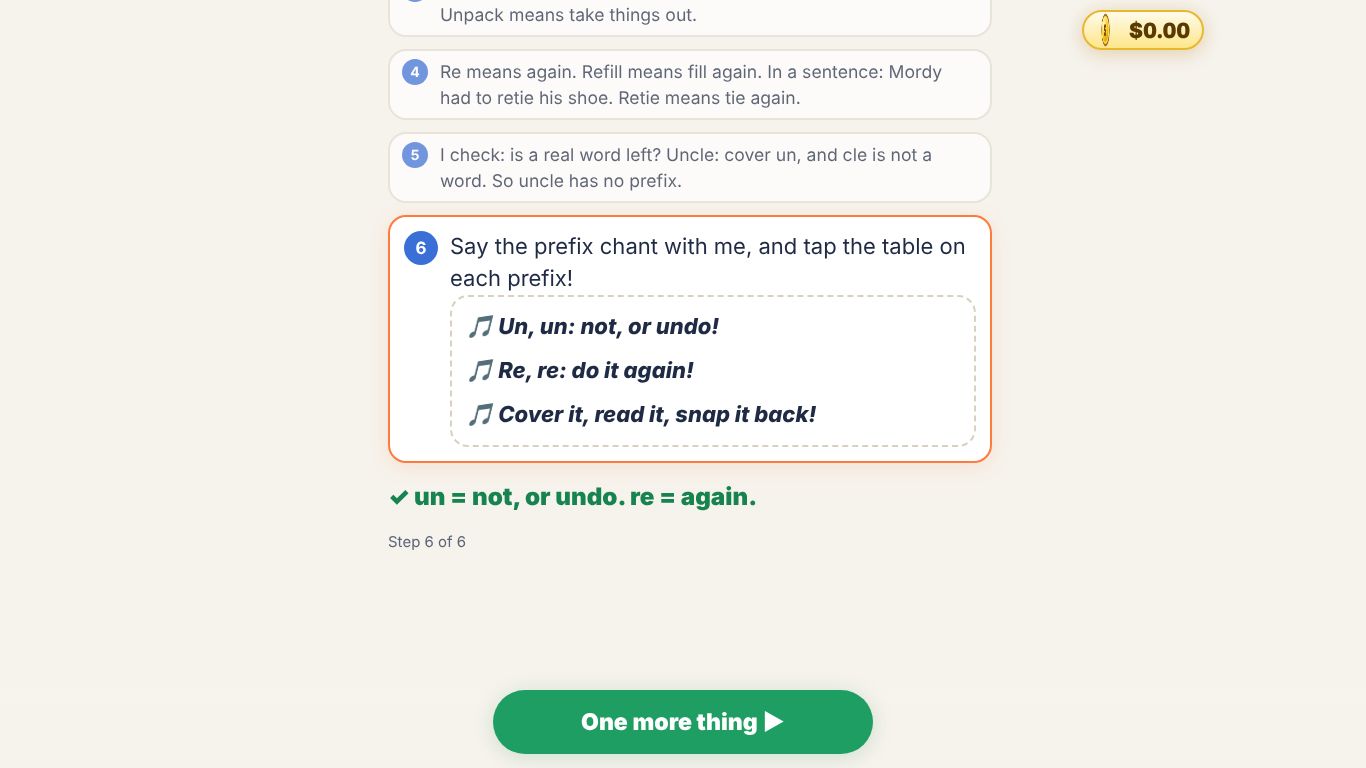 Unpack means take things out.
$0.00
4
Re means again. Refill means fill again. In a sentence: Mordy
had to retie his shoe. Retie means tie again.
5
I check: is a real word left? Uncle: cover un, and cle is not a
word. So uncle has no prefix.
6
Say the prefix chant with me, and tap the table on
each prefix!
🎵 Un, un: not, or undo!
🎵 Re, re: do it again!
🎵 Cover it, read it, snap it back!
✓ un = not, or undo. re = again.
Step 6 of 6
One more thing ▶